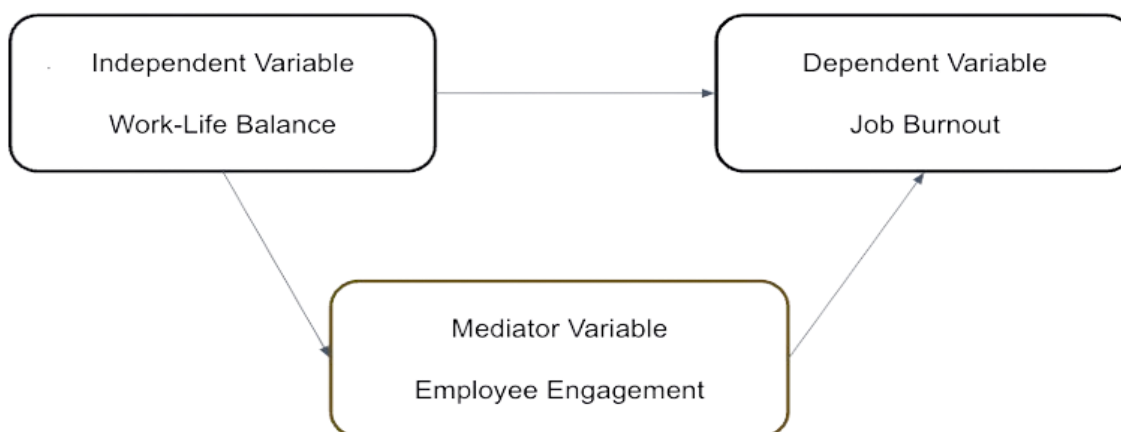 Independent Variable
Work-Life Balance
Dependent Variable
Job Burnout
Mediator Variable
Employee Engagement